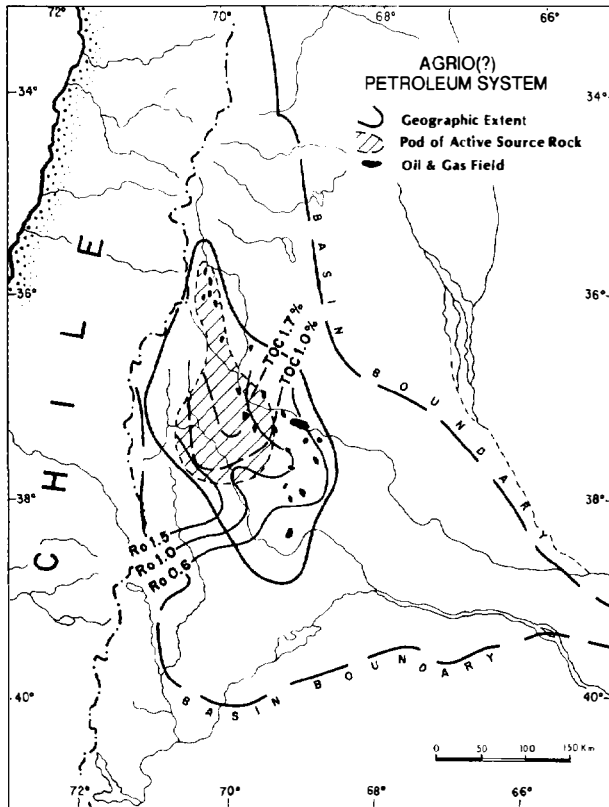 70° 68° 66°
AGRIO(?)
PETROLEUM SYSTEM
Geographic Extent
Pod of Active Source Rock
Oil & Gas Field
34° 34°
36° 36°
38° 38°
40° 40°
CHILE
BASIN BOUNDARY
TOC 1.7%
TOC 1.0%
Ro 1.5
Ro 1.0
Ro 0.6
BASIN BOUNDARY
0 50 100 150 Km
72° 70° 68° 66°